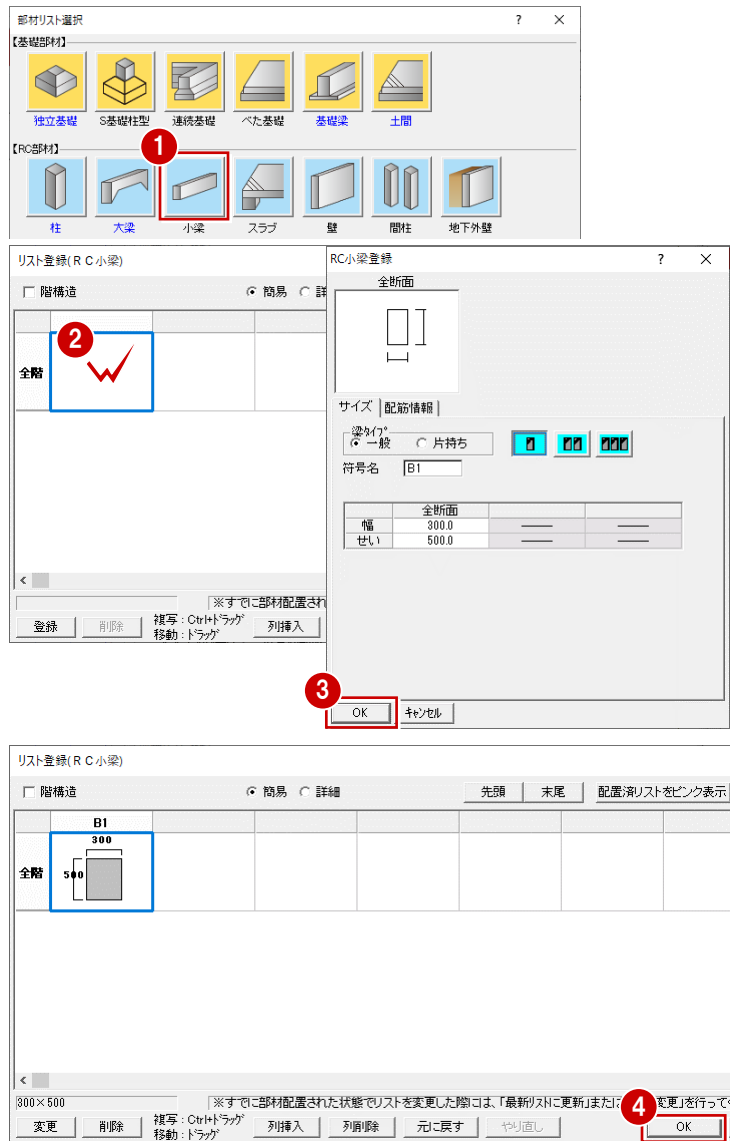 部材リスト選択 ? ×
【基礎部材】
独立基礎 S基礎柱型 連続基礎 べた基礎 基礎梁 土間
【RC部材】
1
柱 大梁 小梁 スラブ 壁 間柱 地下外壁
リスト登録(ＲＣ小梁)
階構造 簡易 詳
2
全階
※すでに部材配置され
登録 削除 複写：Ctrl+ドラッグ 列挿入
移動：ドラッグ
RC小梁登録 ? ×
全断面
サイズ 配筋情報
梁タイプ
一般 片持ち
符号名 B1
全断面
幅 300.0
せい 500.0
3
OK キャンセル
リスト登録(ＲＣ小梁)
階構造 簡易 詳細 先頭 末尾 配置済リストをピンク表示
B1
300
全階 500
300×500 ※すでに部材配置された状態でリストを変更した際には、「最新リストに更新」また 変更」を行って
4
変更 削除 複写：Ctrl+ドラッグ 列挿入 列削除 元に戻す やり直し OK
移動：ドラッグ